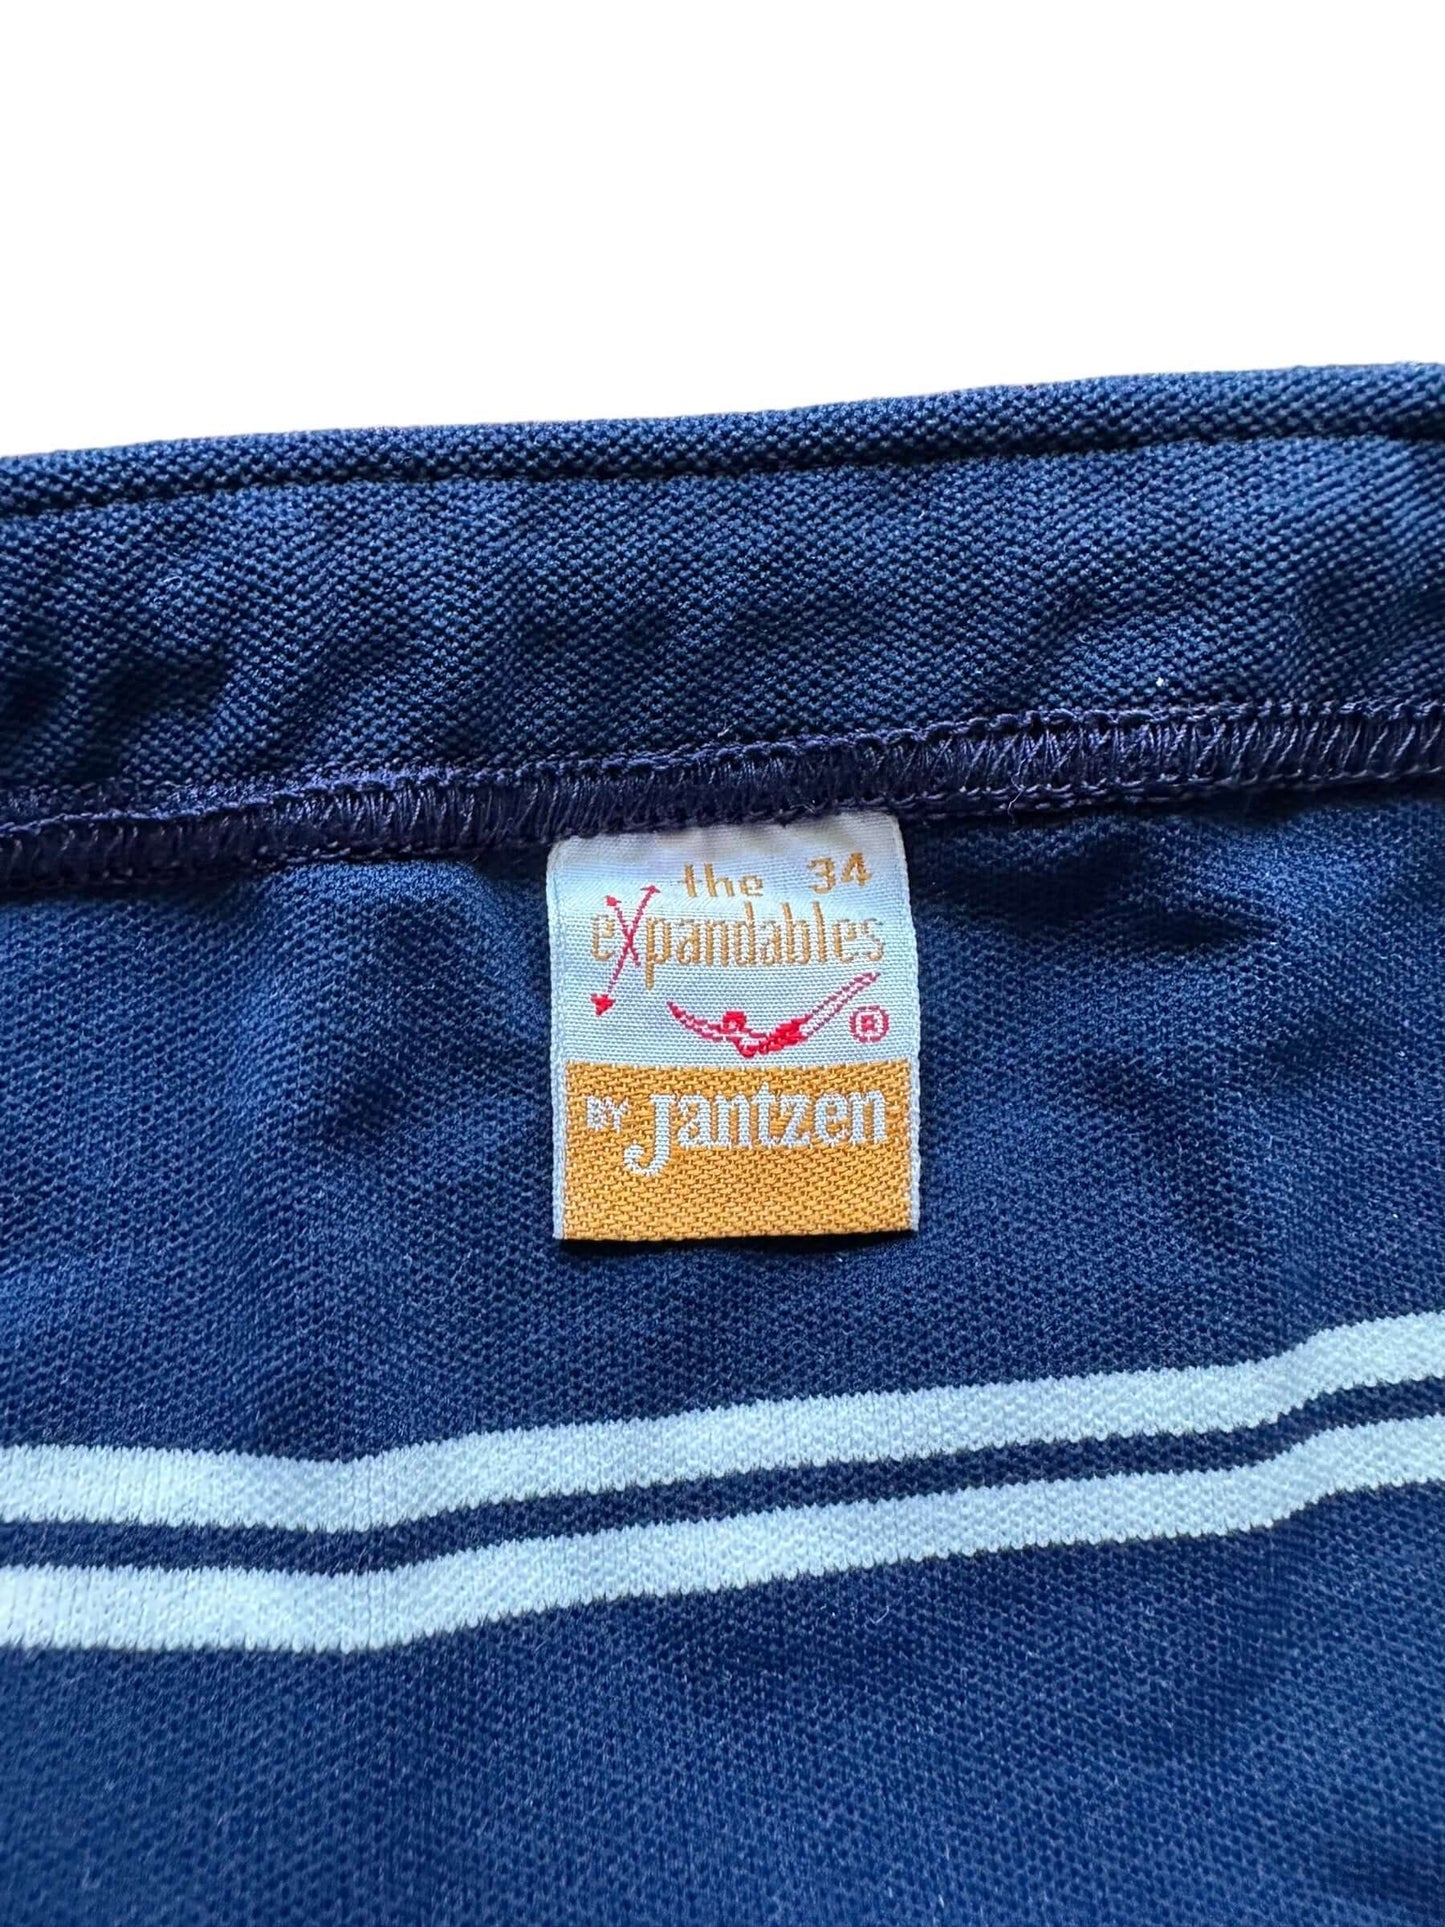 the 34
expandables
®
BY Jantzen